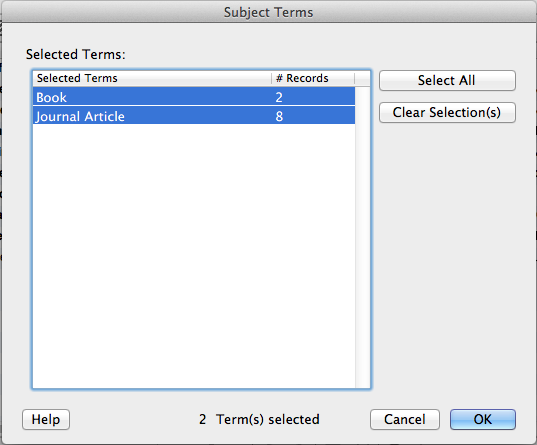 Subject Terms
Selected Terms:
Selected Terms # Records
Book 2
Journal Article 8
Select All
Clear Selection(s)
Help
2 Term(s) selected
Cancel
OK